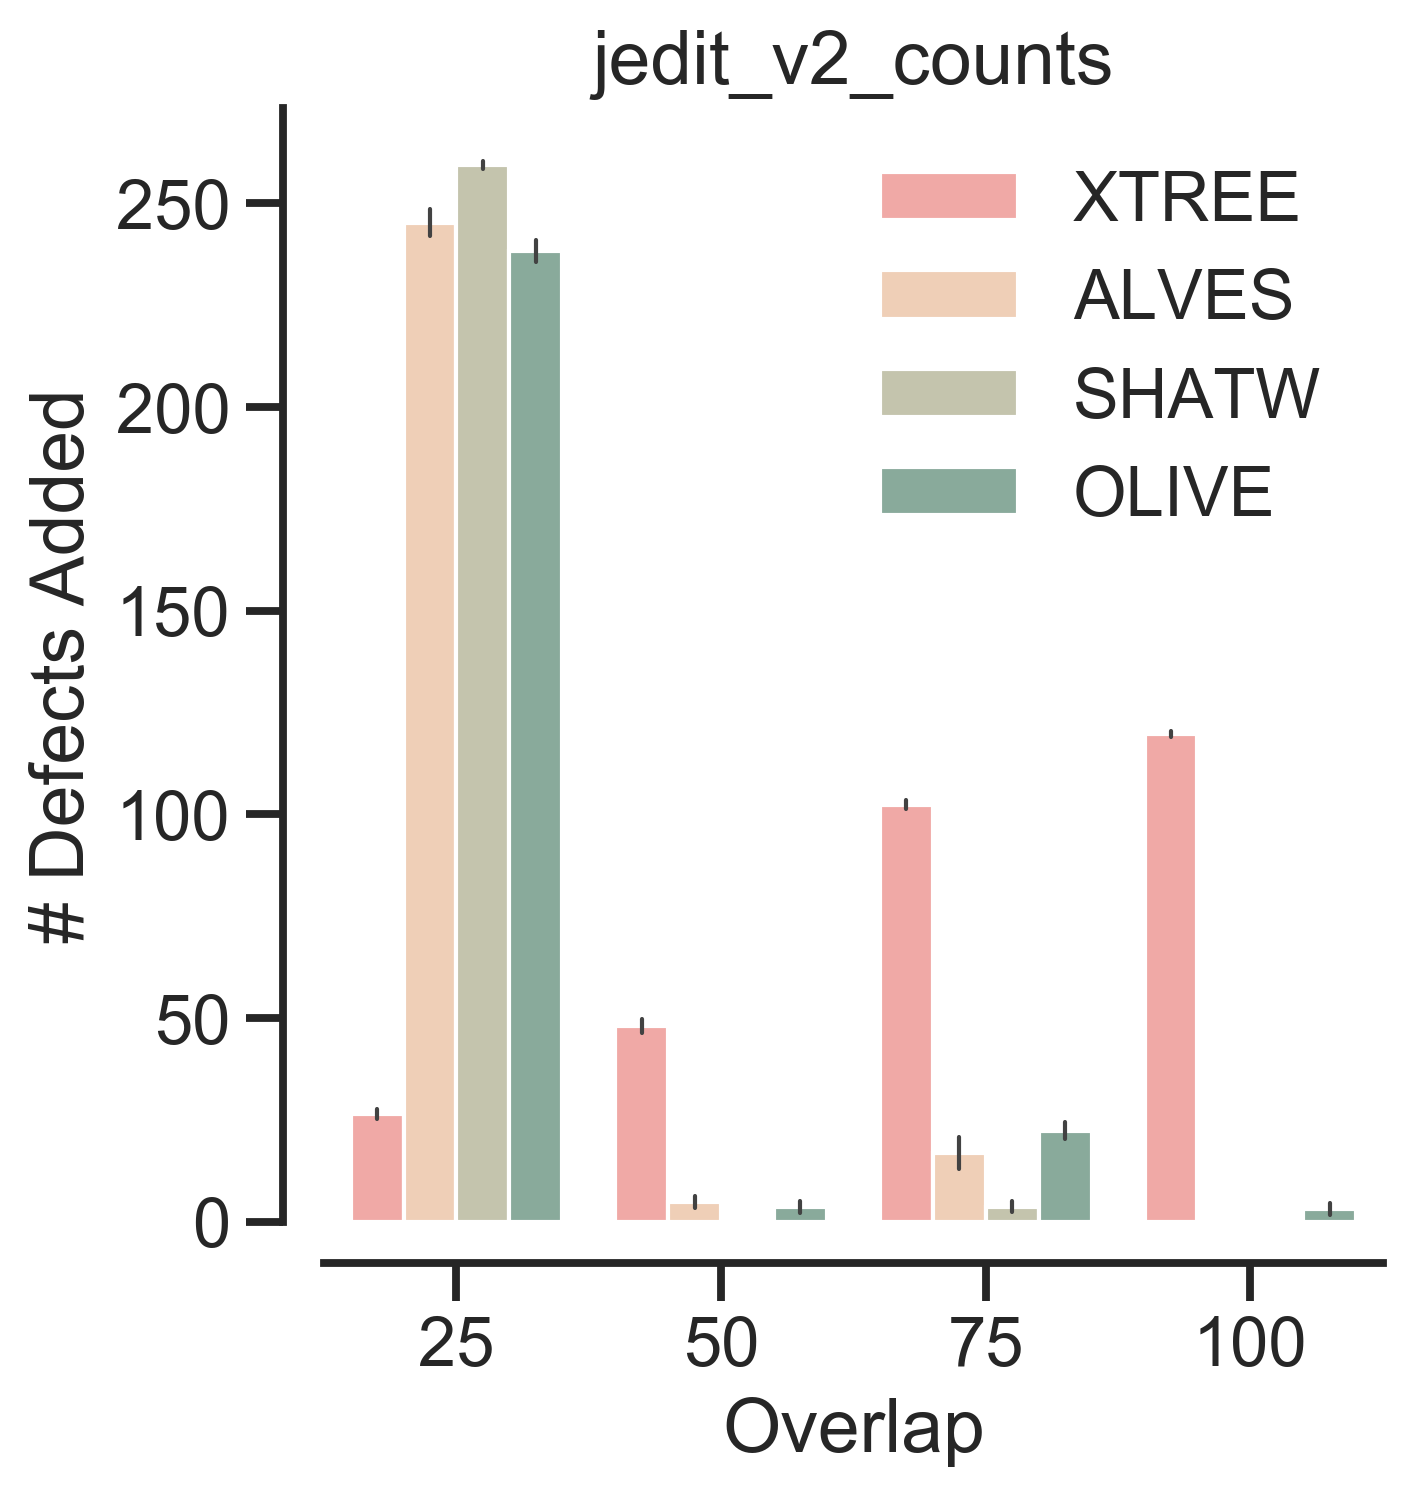 jedit_v2_counts
XTREE
ALVES
SHATW
OLIVE
# Defects Added
250
200
150
100
50
0
25 50 75 100
Overlap